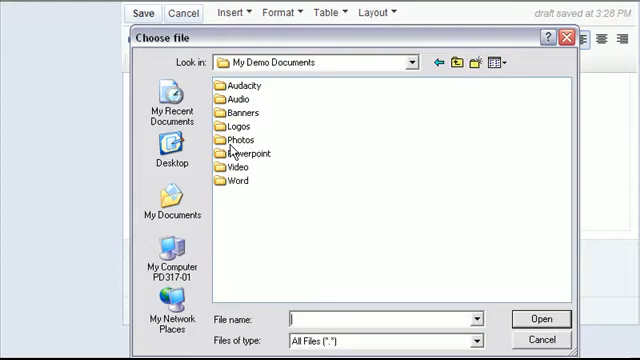 Save Cancel Insert Format Table Layout draft saved at 3:28 PM
Choose file
Look in: My Demo Documents
Audacity
Audio
Banners
Logos
Photos
Powerpoint
Video
Word
My Recent
Documents
Desktop
My Documents
My Computer
PD317-01
My Network
Places
File name: Open
Files of type: All Files (*.*) Cancel